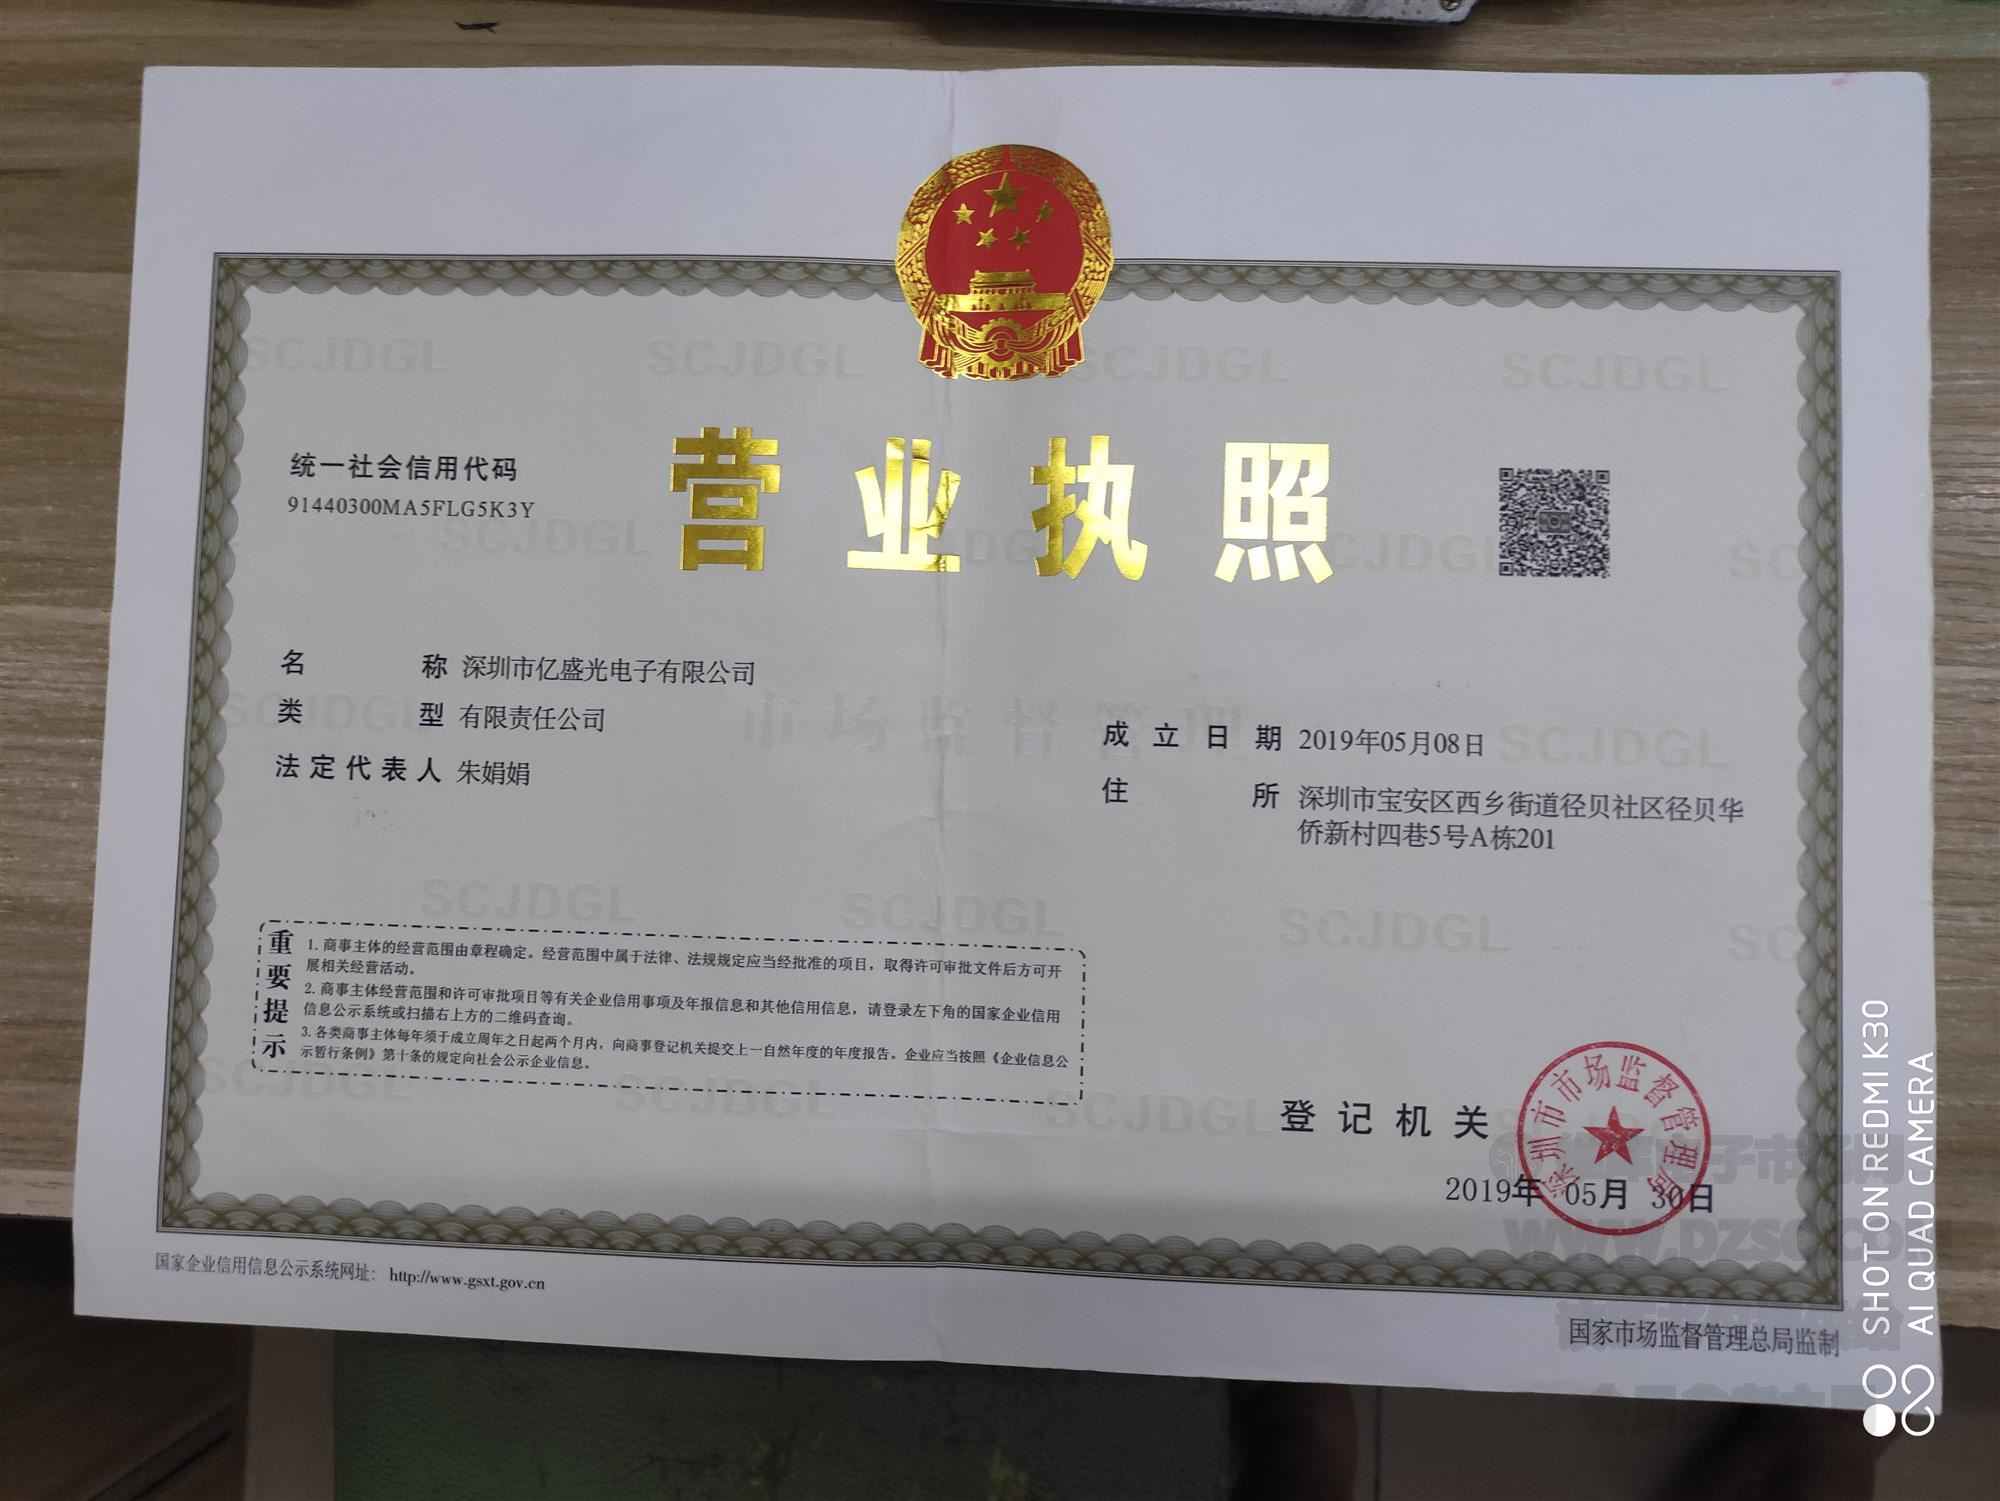 营业执照
统一社会信用代码
91440300MA5FLG5K3Y
名称 深圳市亿盛光电子有限公司
类型 有限责任公司
法定代表人 朱娟娟
成立日期 2019年05月08日
住所 深圳市宝安区西乡街道径贝社区径贝华
侨新村四巷5号A栋201
重要提示
1. 商事主体的经营范围由章程确定。经营范围中属于法律、法规规定应当经批准的项目，取得许可审批文件后方可开
展相关经营活动。
2. 商事主体经营范围和许可审批项目等有关企业信用事项及年报信息和其他信用信息，请登录左下角的国家企业信用
信息公示系统或扫描右上方的二维码查询。
3. 各类商事主体每年须于成立周年之日起两个月内，向商事登记机关提交上一自然年度的年度报告。企业应当按照《企业信息公
示暂行条例》第十条的规定向社会公示企业信息。
登记机关
深圳市市场监督管理局
2019年 05月 30日
国家企业信用信息公示系统网址： http://www.gsxt.gov.cn
国家市场监督管理总局监制
SCJDGL
市场监督管理
SHOT ON REDMI K30
AI QUAD CAMERA